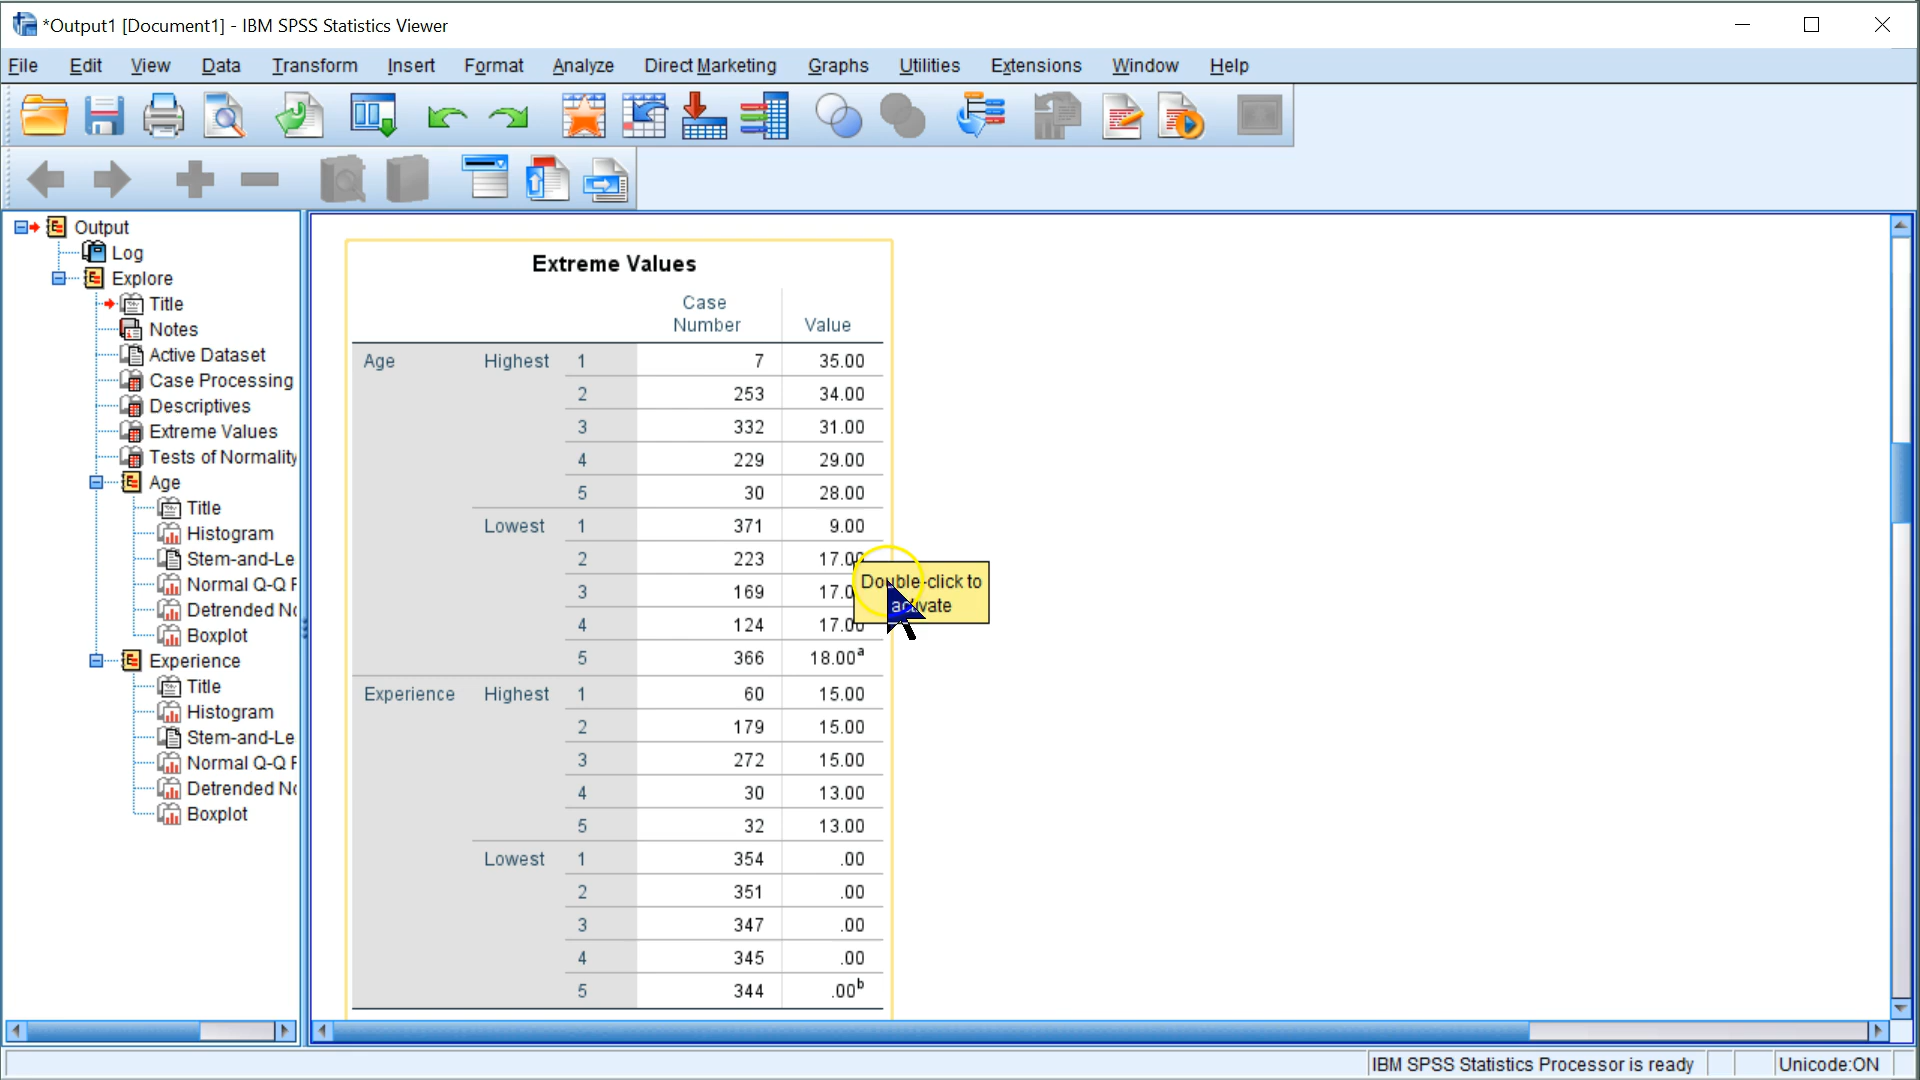 *Output1 [Document1] - IBM SPSS Statistics Viewer
File Edit View Data Transform Insert Format Analyze Direct Marketing Graphs Utilities Extensions Window Help
Output
Log
Explore
Title
Notes
Active Dataset
Case Processing
Descriptives
Extreme Values
Tests of Normality
Age
Title
Histogram
Stem-and-Le
Normal Q-Q
Detrended
Boxplot
Experience
Title
Histogram
Stem-and-Le
Normal Q-Q
Detrended
Boxplot
Extreme Values
Case Number Value
Age Highest 1 7 35.00
2 253 34.00
3 332 31.00
4 229 29.00
5 30 28.00
Lowest 1 371 9.00
2 223 17.00
3 169 17.0
4 124 17.00
5 366 18.00a
Experience Highest 1 60 15.00
2 179 15.00
3 272 15.00
4 30 13.00
5 32 13.00
Lowest 1 354 .00
2 351 .00
3 347 .00
4 345 .00
5 344 .00b
Double-click to
activate
IBM SPSS Statistics Processor is ready Unicode:ON